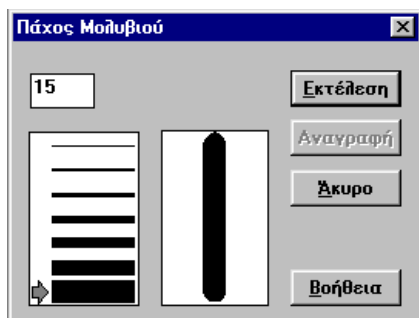 Πάχος Μολυβιού
15
Εκτέλεση
Αναγραφή
Άκυρο
Βοήθεια